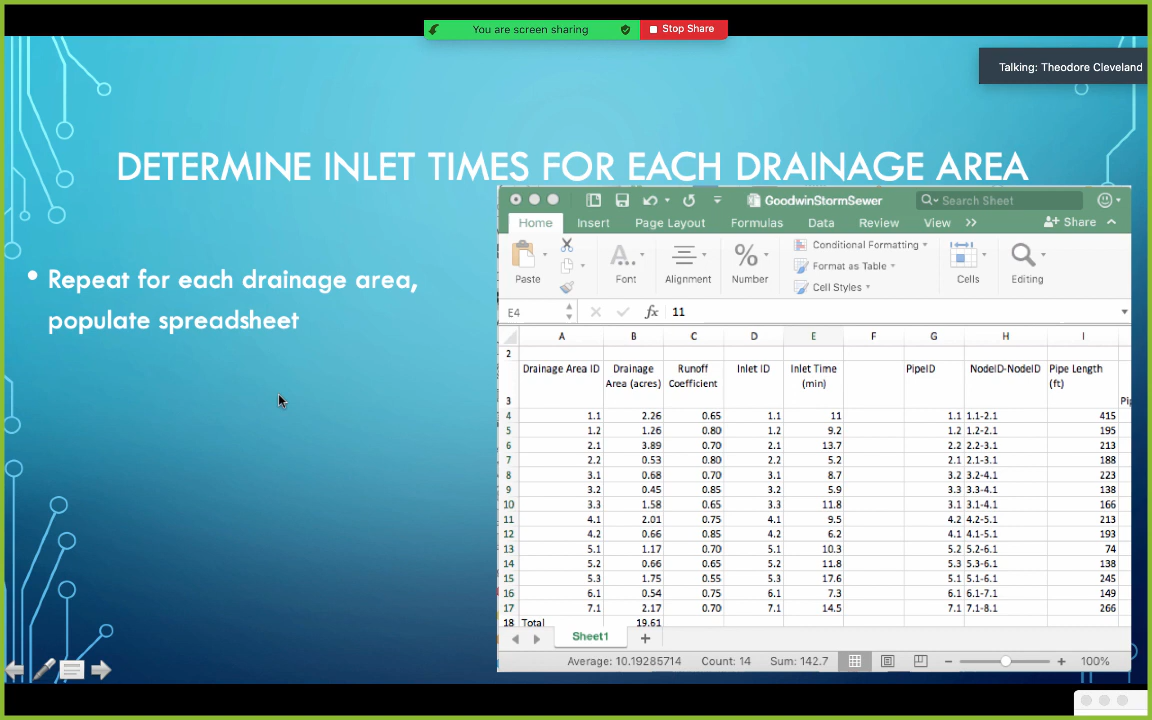 You are screen sharing Stop Share
Talking: Theodore Cleveland
DETERMINE INLET TIMES FOR EACH DRAINAGE AREA
• Repeat for each drainage area,
populate spreadsheet
GoodwinStormSewer
Search Sheet
Home Insert Page Layout Formulas Data Review View >> Share
Paste Font Alignment Number Conditional Formatting Format as Table Cell Styles Cells Editing
E4 fx 11
A B C D E F G H I
2
3 Drainage Area ID Drainage Area (acres) Runoff Coefficient Inlet ID Inlet Time (min) PipeID NodeID-NodeID Pipe Length (ft) Pip
4 1.1 2.26 0.65 1.1 11 1.1 1.1-2.1 415
5 1.2 1.26 0.80 1.2 9.2 1.2 1.2-2.1 195
6 2.1 3.89 0.70 2.1 13.7 2.2 2.2-3.1 213
7 2.2 0.53 0.80 2.2 5.2 2.1 2.1-3.1 188
8 3.1 0.68 0.70 3.1 8.7 3.2 3.2-4.1 223
9 3.2 0.45 0.85 3.2 5.9 3.3 3.3-4.1 138
10 3.3 1.58 0.65 3.3 11.8 3.1 3.1-4.1 166
11 4.1 2.01 0.75 4.1 9.5 4.2 4.2-5.1 213
12 4.2 0.66 0.85 4.2 6.2 4.1 4.1-5.1 193
13 5.1 1.17 0.70 5.1 10.3 5.2 5.2-6.1 74
14 5.2 0.66 0.65 5.2 11.8 5.3 5.3-6.1 138
15 5.3 1.75 0.55 5.3 17.6 5.1 5.1-6.1 245
16 6.1 0.54 0.75 6.1 7.3 6.1 6.1-7.1 149
17 7.1 2.17 0.70 7.1 14.5 7.1 7.1-8.1 266
18 Total 19.61
Sheet1 +
Average: 10.19285714 Count: 14 Sum: 142.7 100%